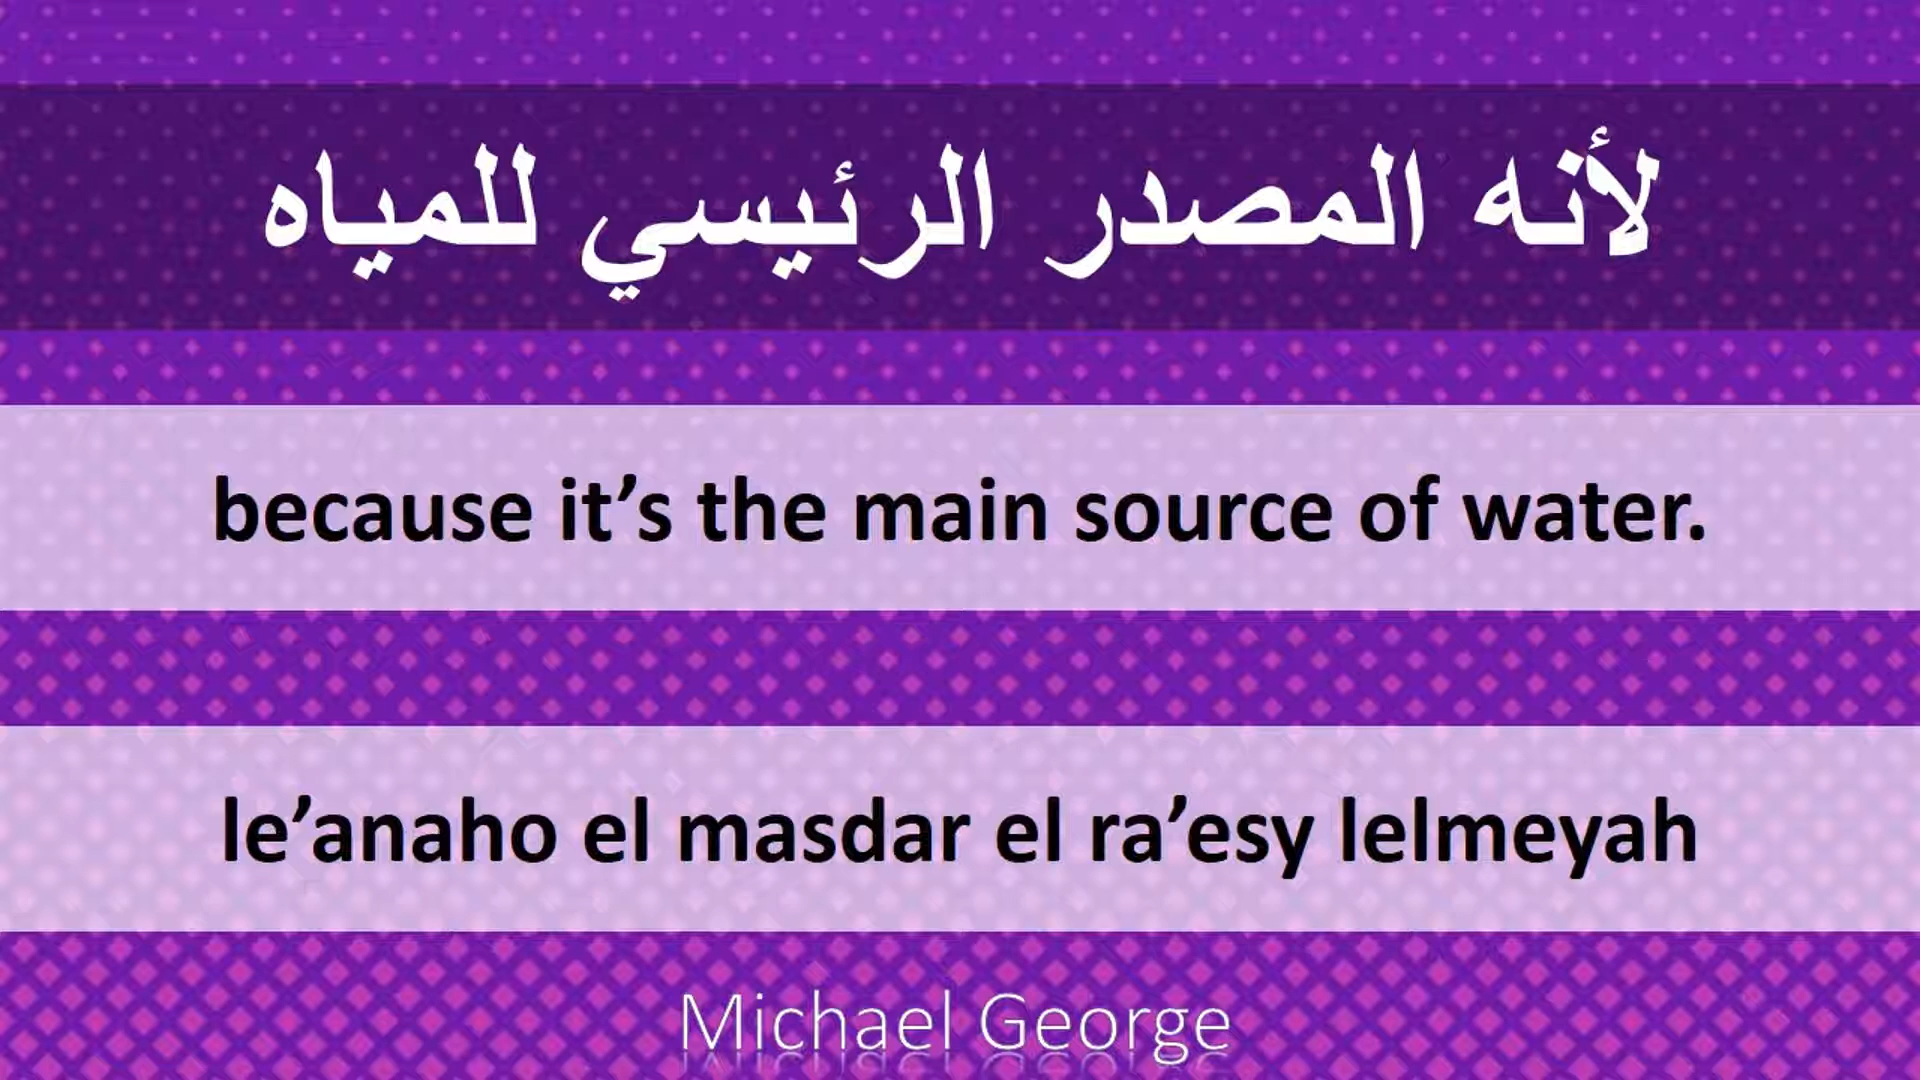 لأنه المصدر الرئيسي للمياه
because it’s the main source of water.
le’anaho el masdar el ra’esy lelmeyah
Michael George